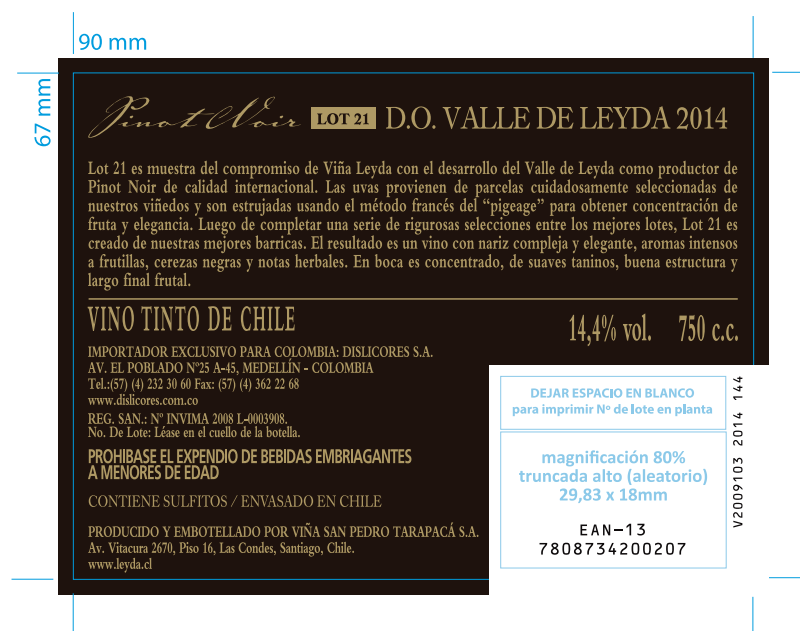 90 mm
67 mm
Pinot Noir LOT 21 D.O. VALLE DE LEYDA 2014
Lot 21 es muestra del compromiso de Viña Leyda con el desarrollo del Valle de Leyda como productor de
Pinot Noir de calidad internacional. Las uvas provienen de parcelas cuidadosamente seleccionadas de
nuestros viñedos y son estrujadas usando el método francés del “pigeage” para obtener concentración de
fruta y elegancia. Luego de completar una serie de rigurosas selecciones entre los mejores lotes, Lot 21 es
creado de nuestras mejores barricas. El resultado es un vino con nariz compleja y elegante, aromas intensos
a frutillas, cerezas negras y notas herbales. En boca es concentrado, de suaves taninos, buena estructura y
largo final frutal.
VINO TINTO DE CHILE
14,4% vol. 750 c.c.
IMPORTADOR EXCLUSIVO PARA COLOMBIA: DISLICORES S.A.
AV. EL POBLADO Nº25 A-45, MEDELLÍN - COLOMBIA
Tel.:(57) (4) 232 30 60 Fax: (57) (4) 362 22 68
www.dislicores.com.co
REG. SAN.: Nº INVIMA 2008 L-0003908.
No. De Lote: Léase en el cuello de la botella.
PROHIBASE EL EXPENDIO DE BEBIDAS EMBRIAGANTES
A MENORES DE EDAD
CONTIENE SULFITOS / ENVASADO EN CHILE
PRODUCIDO Y EMBOTELLADO POR VIÑA SAN PEDRO TARAPACÁ S.A.
Av. Vitacura 2670, Piso 16, Las Condes, Santiago, Chile.
www.leyda.cl
DEJAR ESPACIO EN BLANCO
para imprimir Nº de lote en planta
magnificación 80%
truncada alto (aleatorio)
29,83 x 18mm
EAN-13
7808734200207
V2009103 2014 144